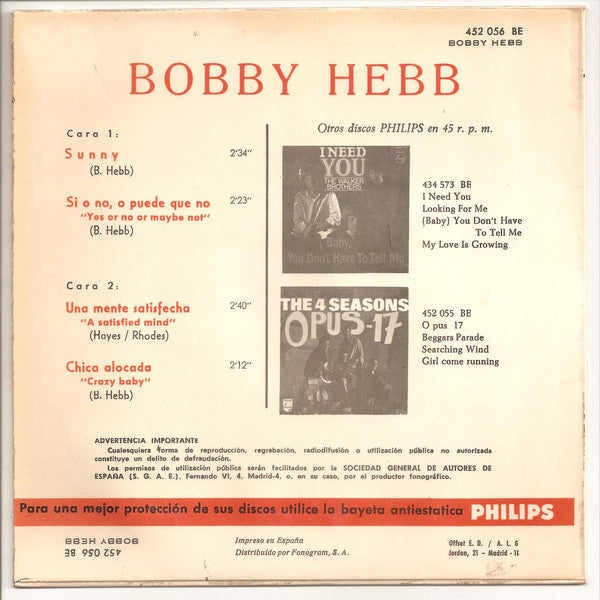 452 056 BE
BOBBY HEBB
BOBBY HEBB
Cara 1:
Sunny 2'34"
(B. Hebb)
Si o no, o puede que no 2'23"
"Yes or no or maybe not"
(B. Hebb)
Cara 2:
Una mente satisfecha 2'40"
"A satisfied mind"
(Hayes / Rhodes)
Chica alocada 2'12"
"Crazy baby"
(B. Hebb)
Otros discos PHILIPS en 45 r. p. m.
I NEED
YOU
THE WALKER
BROTHERS
Baby,
You Don't Have To Tell Me
434 573 BE
I Need You
Looking For Me
(Baby) You Don't Have
To Tell Me
My Love Is Growing
THE 4 SEASONS
OPUS-17
452 055 BE
Opus 17
Beggars Parade
Searching Wind
Girl come running
ADVERTENCIA IMPORTANTE
Cualesquiera forma de reproducción, regrabación, radiodifusión o utilización pública no autorizada
constituye un delito de defraudación.
Los permisos de utilización pública serán facilitados por la SOCIEDAD GENERAL DE AUTORES DE
ESPAÑA (S. G. A. E.). Fernando VI, 4, Madrid-4, o, en su caso, por el productor fonográfico.
Para una mejor protección de sus discos utilice la bayeta antiestatica PHILIPS
452 056 BE
BOBBY HEBB
Impreso en España
Distribuido por Fonogram, S. A.
Offset E. D. / A. L. G
Jordan, 21 - Madrid - 10